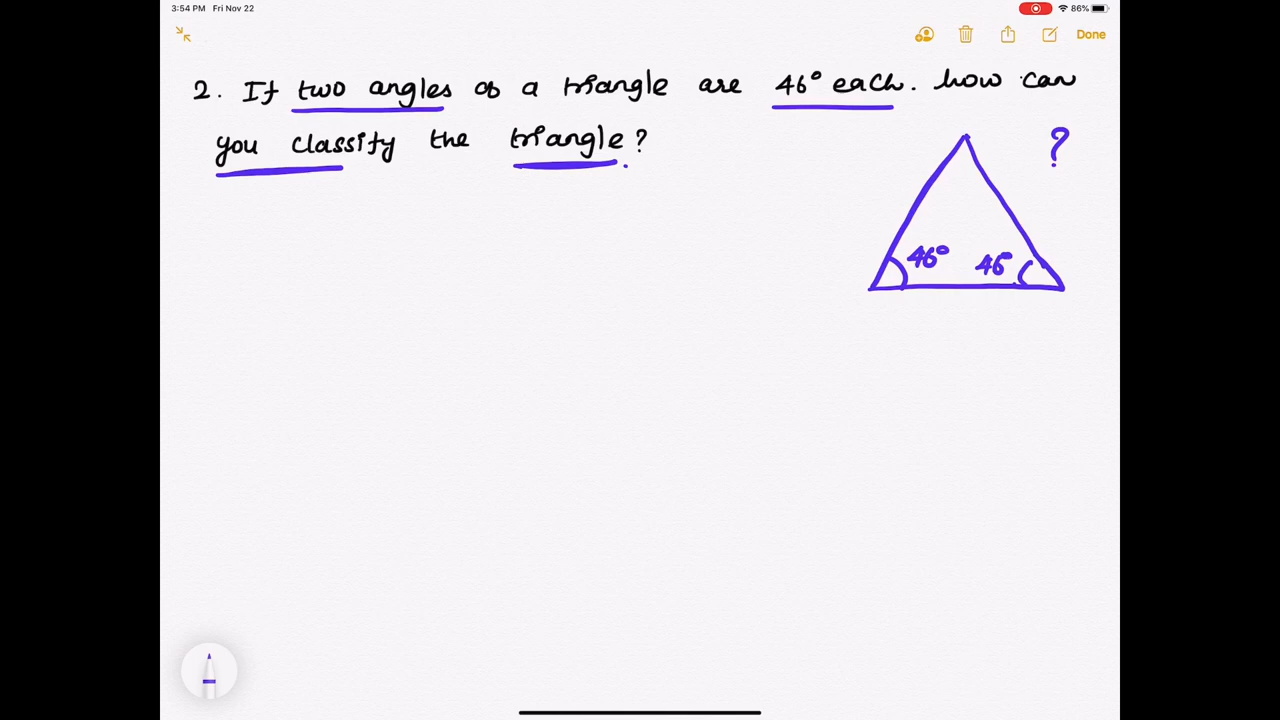 3:54 PM Fri Nov 22
86%
Done
2. If two angles of a triangle are 46° each. how can
you classify the triangle?
?
46° 46°